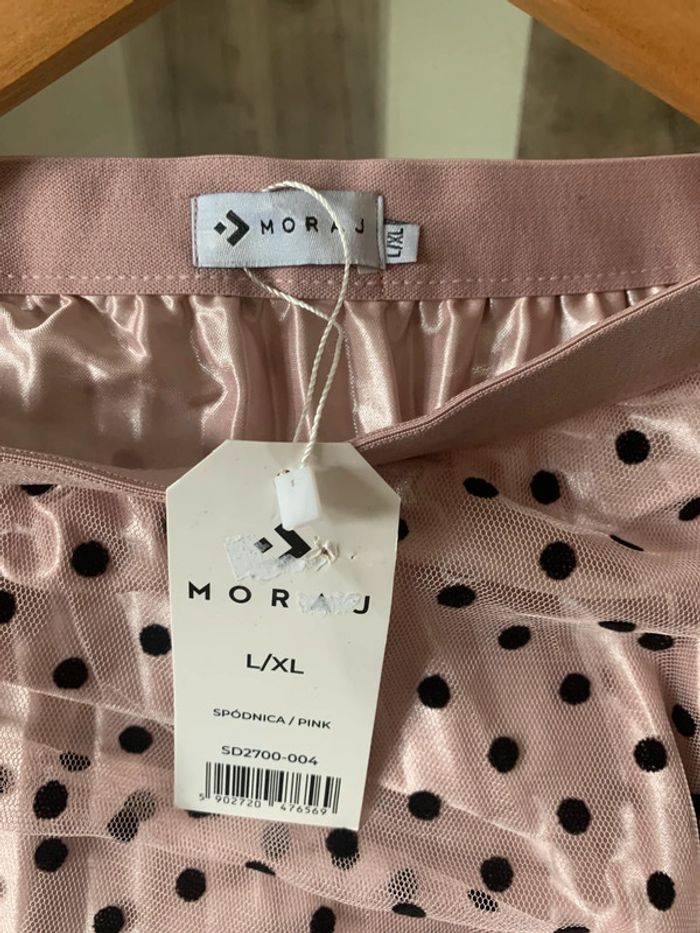 MORAJ
L/XL
MORAJ
L/XL
SPÓDNICA / PINK
SD2700-004
5 902720 476569